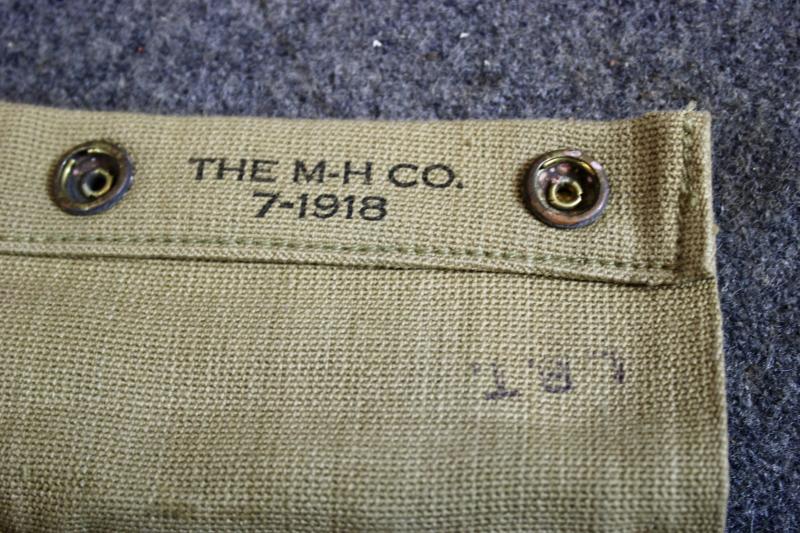 THE M-H CO.
7-1918
L.B.T.